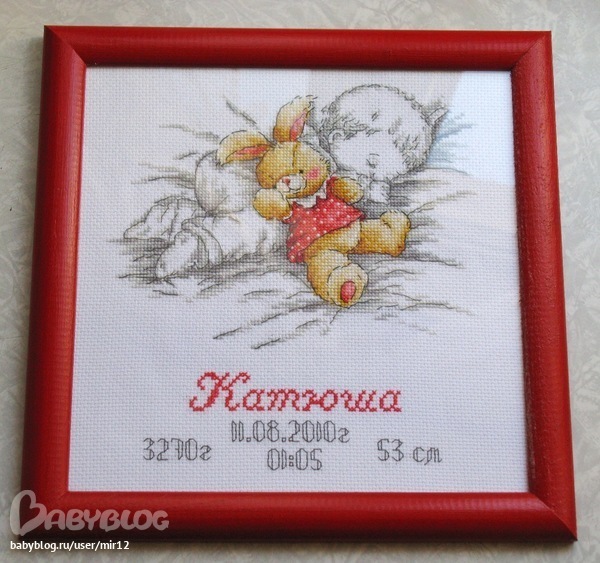 Катюша
11.08.2010г
3270г 01:05 53 см
BABYBLOG
babyblog.ru/user/mir12